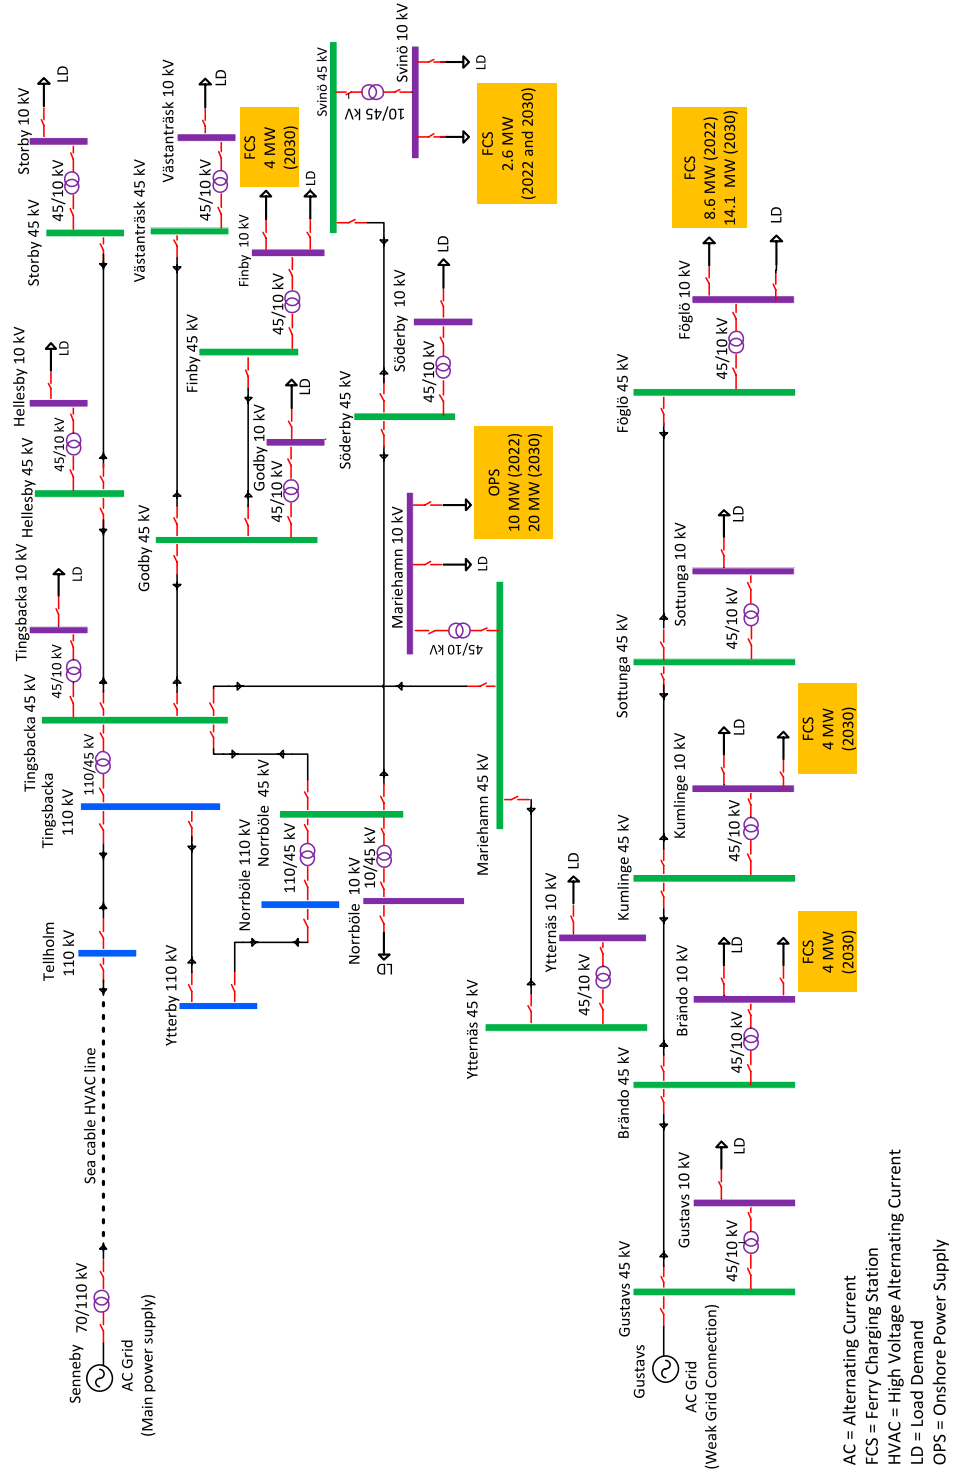 Senneby
70/110 kV
AC Grid
(Main power supply)
Sea cable HVAC line
Tellholm
110 kV
Tingsbacka
110 kV
110/45 kV
Tingsbacka 45 kV
45/10 kV
Tingsbacka 10 kV
LD
Hellesby 45 kV
45/10 kV
Hellesby 10 kV
LD
Storby 45 kV
45/10 kV
Storby 10 kV
LD
Ytterby 110 kV
Godby 45 kV
45/10 kV
Godby 10 kV
LD
Västanträsk 45 kV
45/10 kV
Västanträsk 10 kV
LD
Finby 45 kV
45/10 kV
Finby 10 kV
LD
FCS
4 MW
(2030)
Norrböle 110 kV
110/45 kV
Norrböle 45 kV
Norrböle 10 kV
10/45 kV
LD
Söderby 45 kV
45/10 kV
Söderby 10 kV
LD
Svinö 45 kV
10/45 kV
Svinö 10 kV
LD
FCS
2.6 MW
(2022 and 2030)
Mariehamn 10 kV
45/10 kV
LD
OPS
10 MW (2022)
20 MW (2030)
Mariehamn 45 kV
Ytternäs 45 kV
45/10 kV
Ytternäs 10 kV
LD
Gustavs
AC Grid
(Weak Grid Connection)
Gustavs 45 kV
45/10 kV
Gustavs 10 kV
LD
Brändo 45 kV
45/10 kV
Brändo 10 kV
LD
FCS
4 MW
(2030)
Kumlinge 45 kV
45/10 kV
Kumlinge 10 kV
LD
FCS
4 MW
(2030)
Sottunga 45 kV
45/10 kV
Sottunga 10 kV
LD
Föglö 45 kV
45/10 kV
Föglö 10 kV
LD
FCS
8.6 MW (2022)
14.1 MW (2030)
AC = Alternating Current
FCS = Ferry Charging Station
HVAC = High Voltage Alternating Current
LD = Load Demand
OPS = Onshore Power Supply